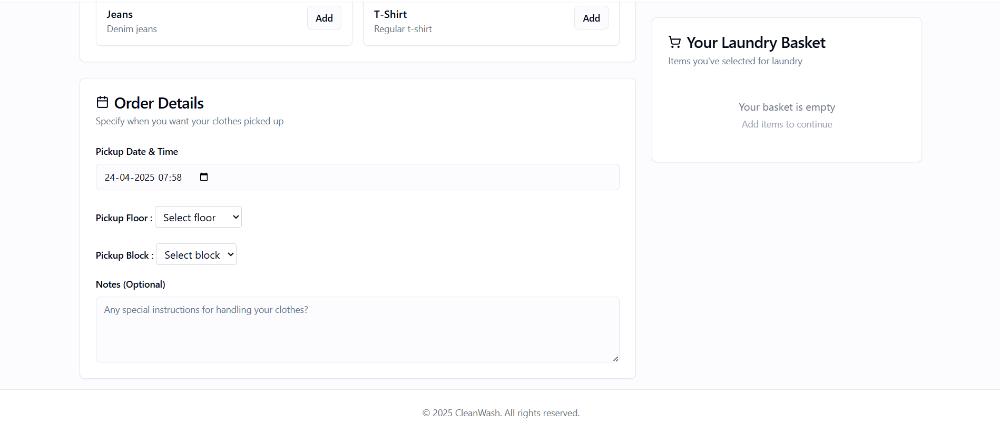 Jeans
Denim jeans
Add
T-Shirt
Regular t-shirt
Add
Order Details
Specify when you want your clothes picked up
Pickup Date & Time
24-04-2025 07:58
Pickup Floor : Select floor
Pickup Block : Select block
Notes (Optional)
Any special instructions for handling your clothes?
Your Laundry Basket
Items you've selected for laundry
Your basket is empty
Add items to continue
© 2025 CleanWash. All rights reserved.